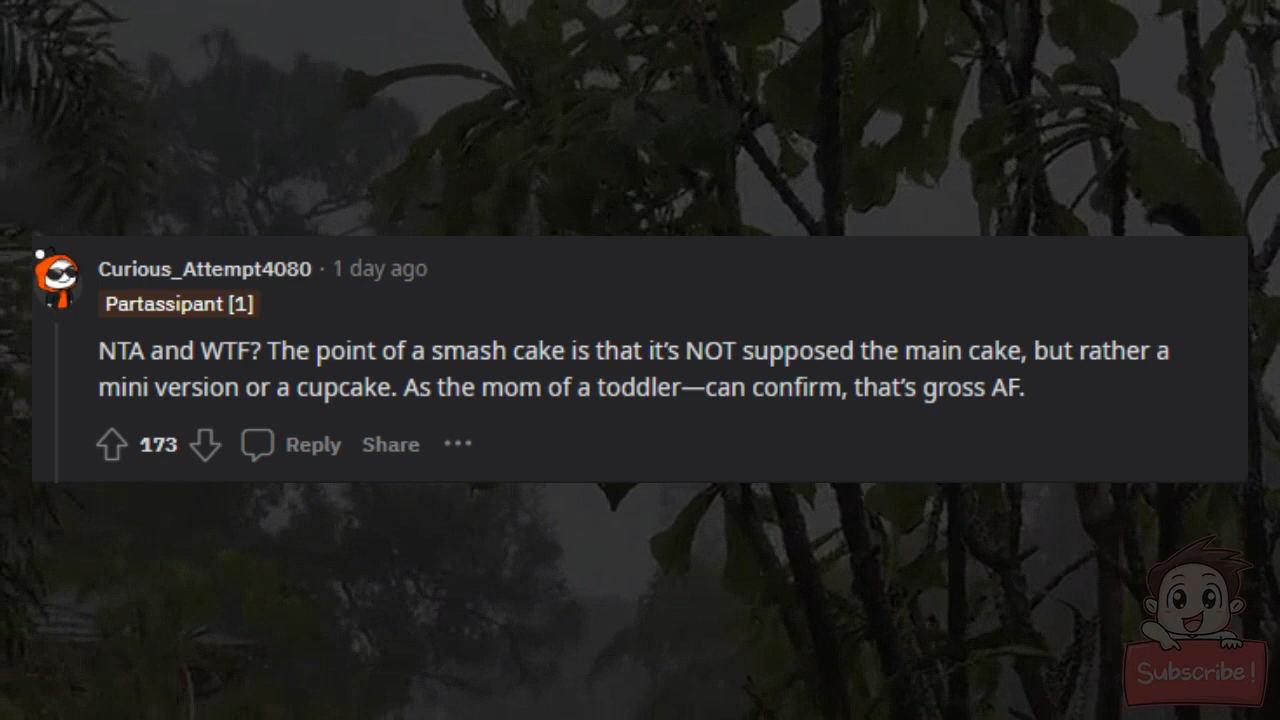 Curious_Attempt4080 · 1 day ago
Partassipant [1]
NTA and WTF? The point of a smash cake is that it’s NOT supposed the main cake, but rather a
mini version or a cupcake. As the mom of a toddler—can confirm, that’s gross AF.
173 Reply Share ···
Subscribe!